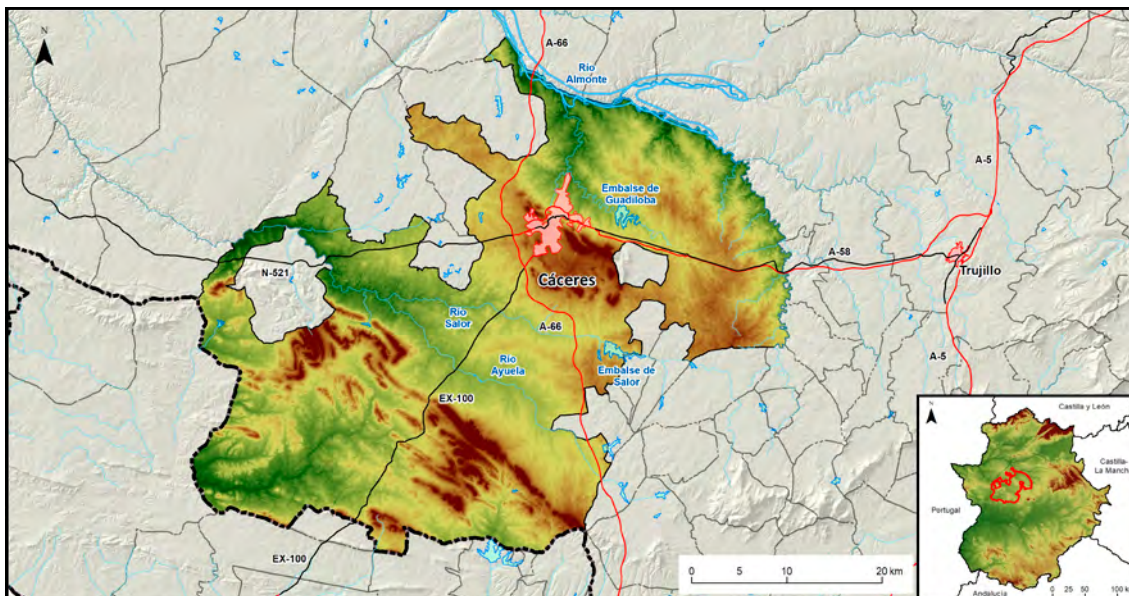 N
A-66
Río
Almonte
A-5
Embalse de
Guadiloba
N-521
A-58
Trujillo
Cáceres
Río
Salor
A-66
Río
Ayuela
Embalse de
Salor
A-5
EX-100
EX-100
0 5 10 20 km
N
Castilla y León
Castilla-
La Manch
Portugal
Andalucía
0 25 50 100 k